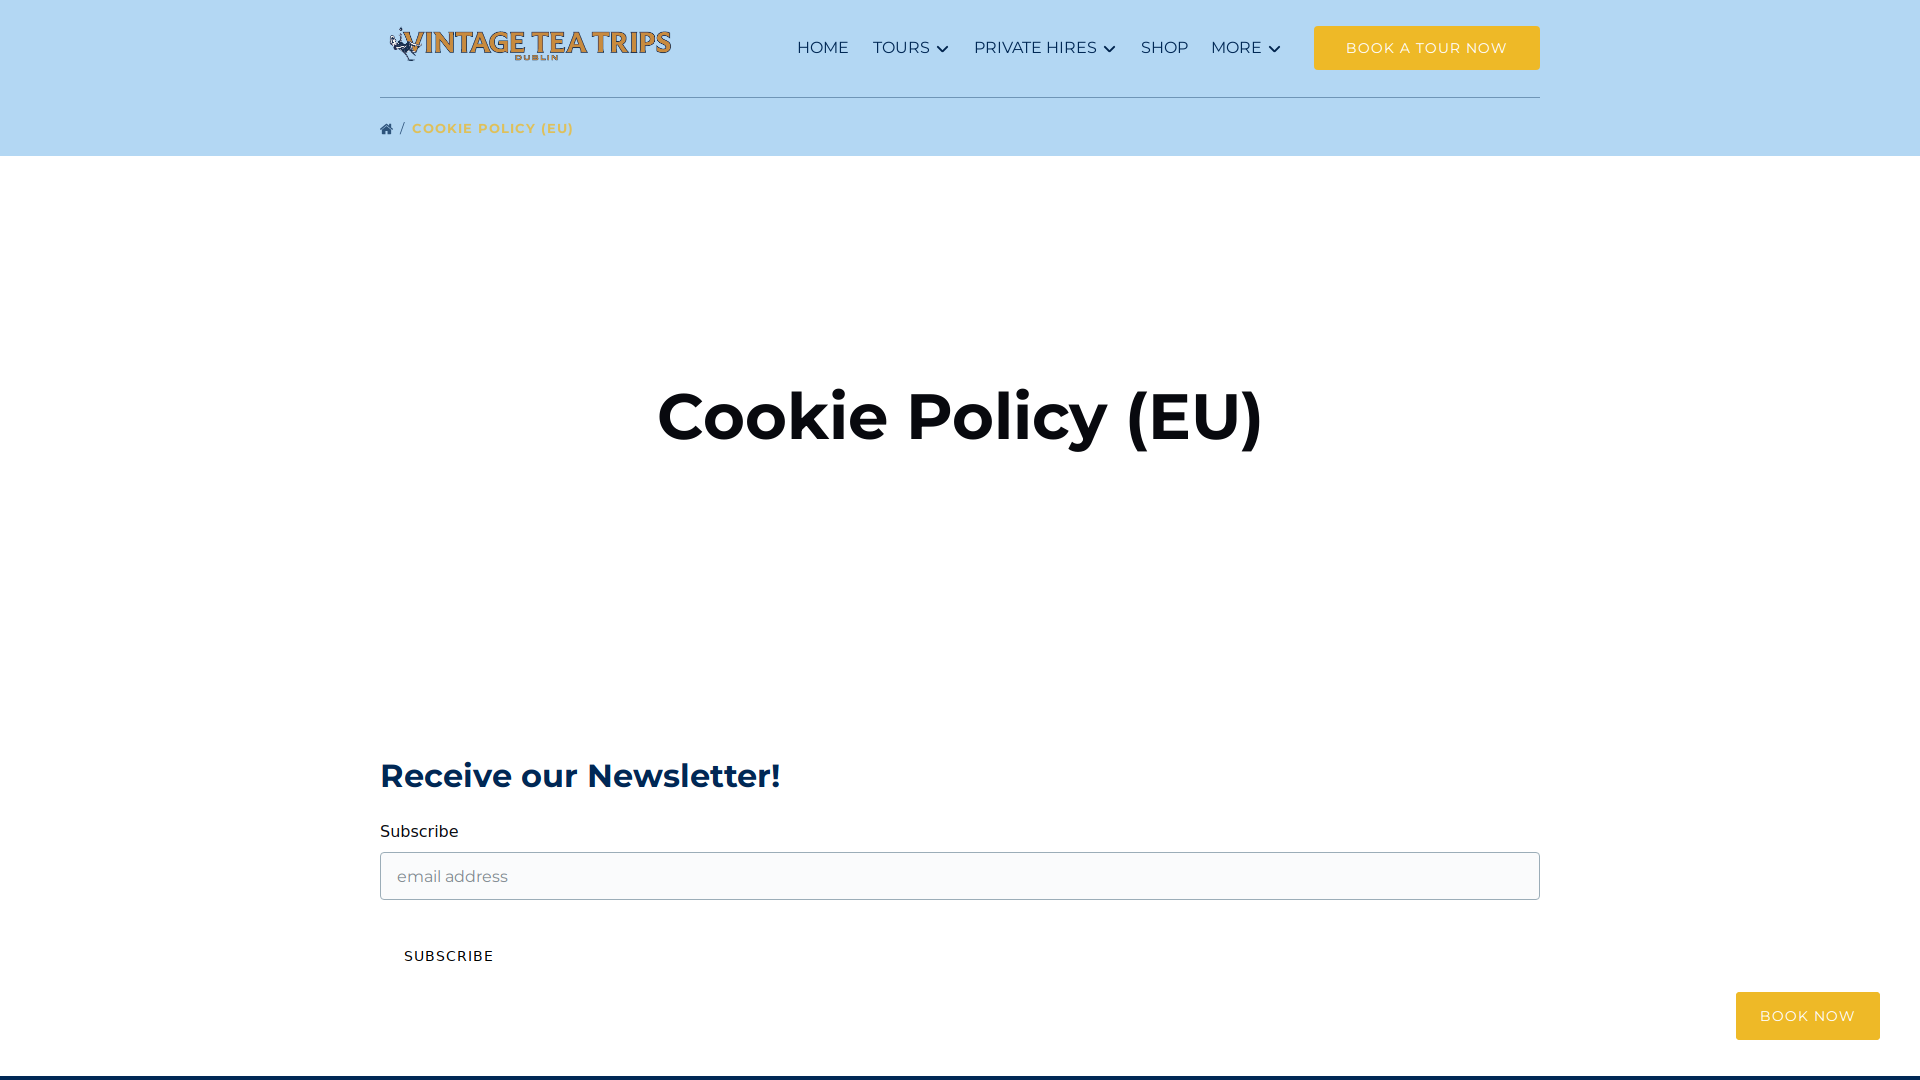 VINTAGE TEA TRIPS
DUBLIN
HOME TOURS PRIVATE HIRES SHOP MORE BOOK A TOUR NOW
/ COOKIE POLICY (EU)
Cookie Policy (EU)
Receive our Newsletter!
Subscribe
email address
SUBSCRIBE
BOOK NOW